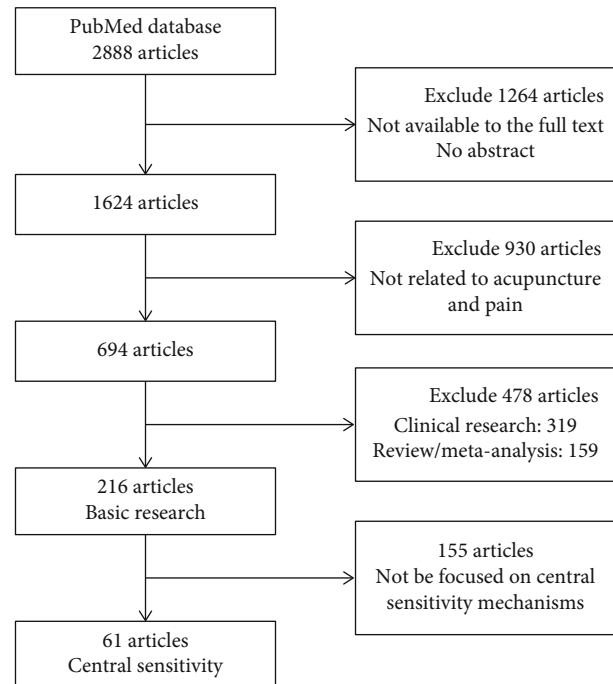 PubMed database
2888 articles
Exclude 1264 articles
Not available to the full text
No abstract
1624 articles
Exclude 930 articles
Not related to acupuncture
and pain
694 articles
Exclude 478 articles
Clinical research: 319
Review/meta-analysis: 159
216 articles
Basic research
155 articles
Not be focused on central
sensitivity mechanisms
61 articles
Central sensitivity